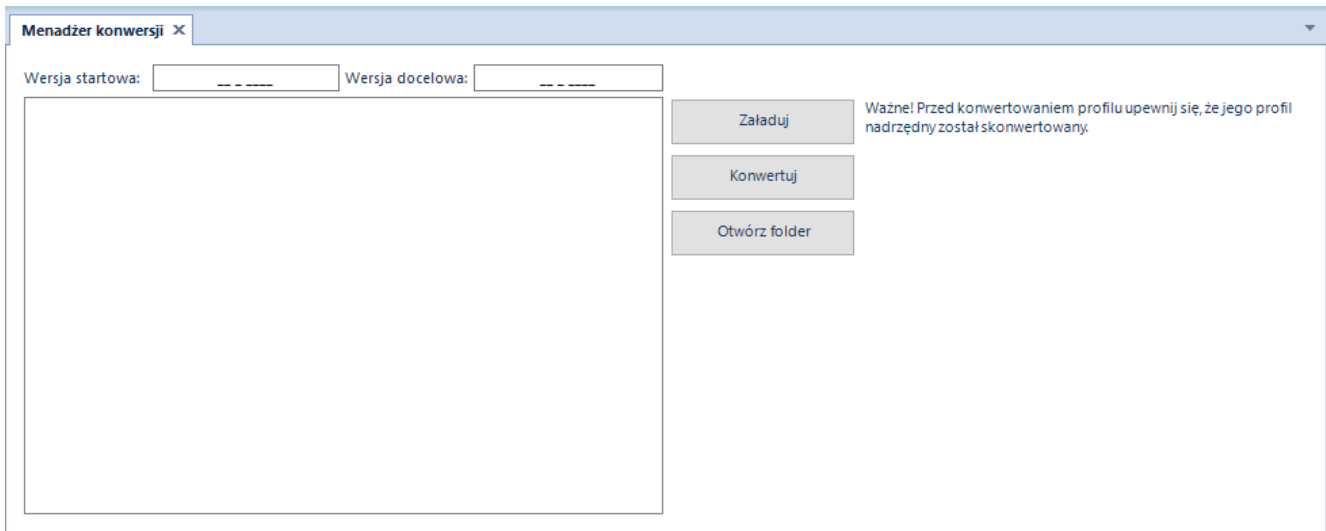 Menadżer konwersji
Wersja startowa: __ _ ____ Wersja docelowa: __ _ ____
Załaduj
Ważne! Przed konwertowaniem profilu upewnij się, że jego profil
nadrzędny został skonwertowany.
Konwertuj
Otwórz folder